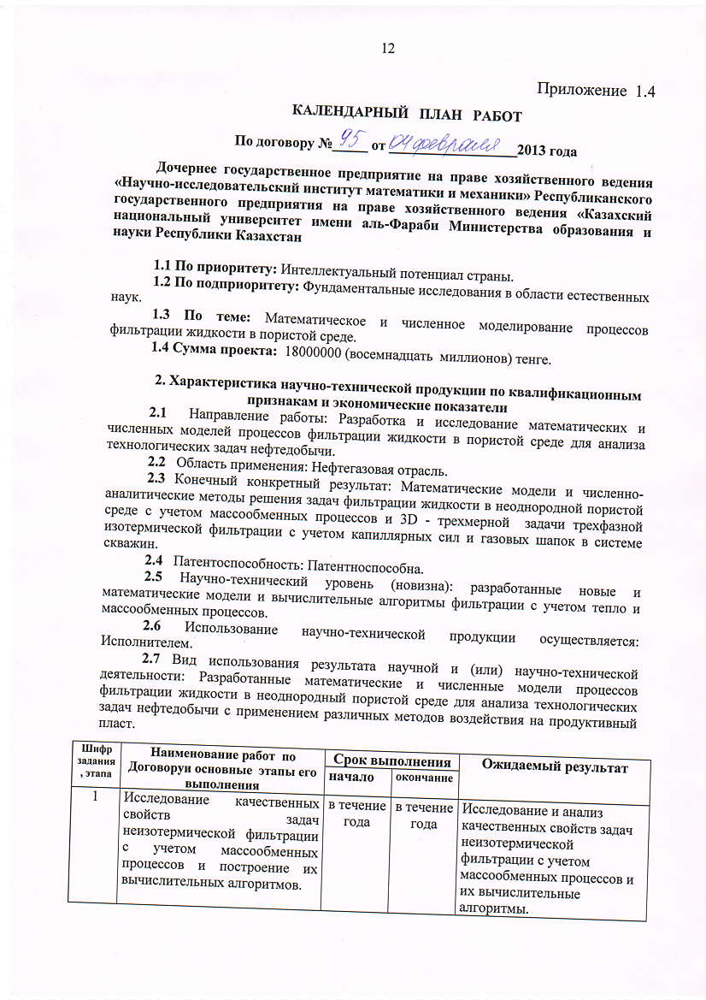 12
Приложение 1.4
КАЛЕНДАРНЫЙ ПЛАН РАБОТ
По договору № 95 от 04 февраля 2013 года
Дочернее государственное предприятие на праве хозяйственного ведения
«Научно-исследовательский институт математики и механики» Республиканского
государственного предприятия на праве хозяйственного ведения «Казахский
национальный университет имени аль-Фараби Министерства образования и
науки Республики Казахстан
1.1 По приоритету: Интеллектуальный потенциал страны.
1.2 По подприоритету: Фундаментальные исследования в области естественных
наук.
1.3 По теме: Математическое и численное моделирование процессов
фильтрации жидкости в пористой среде.
1.4 Сумма проекта: 18000000 (восемнадцать миллионов) тенге.
2. Характеристика научно-технической продукции по квалификационным
признакам и экономические показатели
2.1 Направление работы: Разработка и исследование математических и
численных моделей процессов фильтрации жидкости в пористой среде для анализа
технологических задач нефтедобычи.
2.2 Область применения: Нефтегазовая отрасль.
2.3 Конечный конкретный результат: Математические модели и численно-
аналитические методы решения задач фильтрации жидкости в неоднородной пористой
среде с учетом массообменных процессов и 3D - трехмерной задачи трехфазной
изотермической фильтрации с учетом капиллярных сил и газовых шапок в системе
скважин.
2.4 Патентоспособность: Патентноспособна.
2.5 Научно-технический уровень (новизна): разработанные новые и
математические модели и вычислительные алгоритмы фильтрации с учетом тепло и
массообменных процессов.
2.6 Использование научно-технической продукции осуществляется:
Исполнителем.
2.7 Вид использования результата научной и (или) научно-технической
деятельности: Разработанные математические и численные модели процессов
фильтрации жидкости в неоднородный пористой среде для анализа технологических
задач нефтедобычи с применением различных методов воздействия на продуктивный
пласт.
Шифр
задания
, этапа
Наименование работ по
Договоруи основные этапы его
выполнения
Срок выполнения
начало
окончание
Ожидаемый результат
1
Исследование качественных
свойств задач
неизотермической фильтрации
с учетом массообменных
процессов и построение их
вычислительных алгоритмов.
в течение
года
в течение
года
Исследование и анализ
качественных свойств задач
неизотермической
фильтрации с учетом
массообменных процессов и
их вычислительные
алгоритмы.